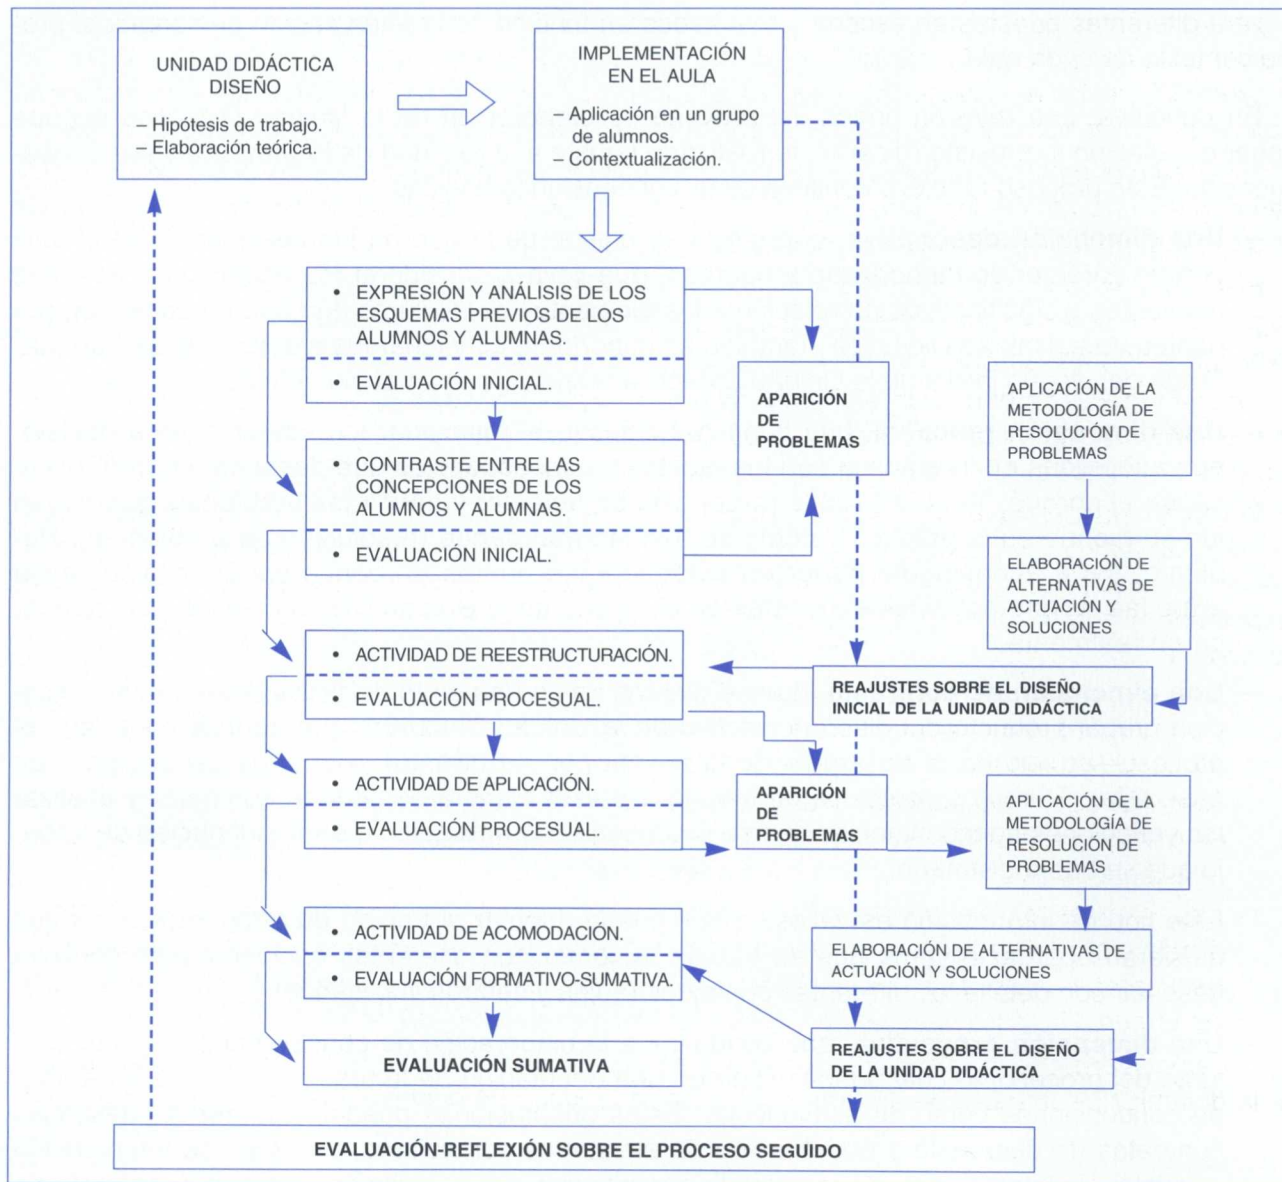 UNIDAD DIDÁCTICA
DISEÑO
– Hipótesis de trabajo.
– Elaboración teórica.
IMPLEMENTACIÓN
EN EL AULA
– Aplicación en un grupo
de alumnos.
– Contextualización.
• EXPRESIÓN Y ANÁLISIS DE LOS
ESQUEMAS PREVIOS DE LOS
ALUMNOS Y ALUMNAS.
• EVALUACIÓN INICIAL.
APARICIÓN
DE
PROBLEMAS
APLICACIÓN DE LA
METODOLOGÍA DE
RESOLUCIÓN DE
PROBLEMAS
• CONTRASTE ENTRE LAS
CONCEPCIONES DE LOS
ALUMNOS Y ALUMNAS.
• EVALUACIÓN INICIAL.
ELABORACIÓN DE
ALTERNATIVAS DE
ACTUACIÓN Y
SOLUCIONES
• ACTIVIDAD DE REESTRUCTURACIÓN.
• EVALUACIÓN PROCESUAL.
REAJUSTES SOBRE EL DISEÑO
INICIAL DE LA UNIDAD DIDÁCTICA
• ACTIVIDAD DE APLICACIÓN.
• EVALUACIÓN PROCESUAL.
APARICIÓN
DE
PROBLEMAS
APLICACIÓN DE LA
METODOLOGÍA DE
RESOLUCIÓN DE
PROBLEMAS
• ACTIVIDAD DE ACOMODACIÓN.
• EVALUACIÓN FORMATIVO-SUMATIVA.
ELABORACIÓN DE ALTERNATIVAS DE
ACTUACIÓN Y SOLUCIONES
EVALUACIÓN SUMATIVA
REAJUSTES SOBRE EL DISEÑO
DE LA UNIDAD DIDÁCTICA
EVALUACIÓN-REFLEXIÓN SOBRE EL PROCESO SEGUIDO